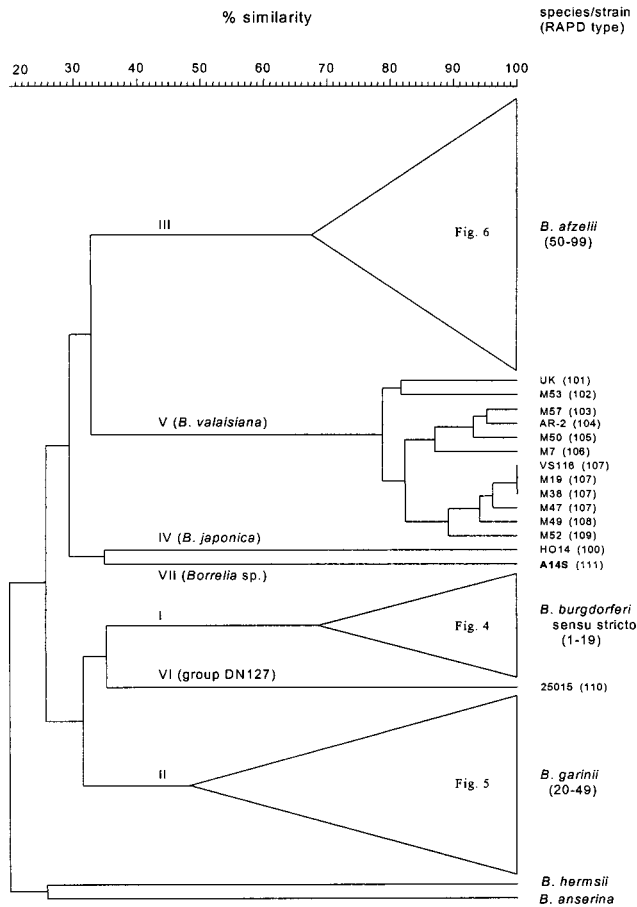 % similarity
species/strain
(RAPD type)
20 30 40 50 60 70 80 90 100
III
Fig. 6
B. afzelii
(50-99)
UK (101)
M53 (102)
V (B. valaisiana)
M57 (103)
AR-2 (104)
M50 (105)
M7 (106)
VS116 (107)
M19 (107)
M38 (107)
M47 (107)
M49 (108)
M52 (109)
IV (B. japonica)
HO14 (100)
A14S (111)
VII (Borrelia sp.)
I
Fig. 4
B. burgdorferi
sensu stricto
(1-19)
VI (group DN127)
25015 (110)
II
Fig. 5
B. garinii
(20-49)
B. hermsii
B. anserina